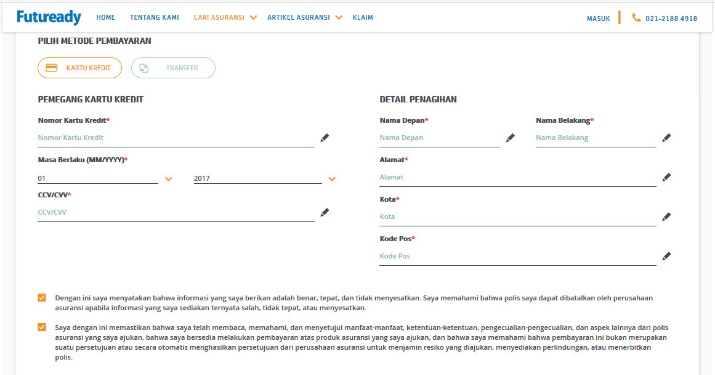 Futuready HOME TENTANG KAMI CARI ASURANSI ARTIKEL ASURANSI KLAIM MASUK 021-2188 4918
PILIH METODE PEMBAYARAN
KARTU KREDIT TRANSFER
PEMEGANG KARTU KREDIT
Nomor Kartu Kredit*
Nomor Kartu Kredit
Masa Berlaku (MM/YYYY)*
01 2017
CCV/CVV*
CCV/CVV
DETAIL PENAGIHAN
Nama Depan* Nama Belakang*
Nama Depan Nama Belakang
Alamat*
Alamat
Kota*
Kota
Kode Pos*
Kode Pos
Dengan ini saya menyatakan bahwa informasi yang saya berikan adalah benar, tepat, dan tidak menyesatkan. Saya memahami bahwa polis saya dapat dibatalkan oleh perusahaan
asuransi apabila informasi yang saya sediakan ternyata salah, tidak tepat, atau menyesatkan.
Saya dengan ini memastikan bahwa saya telah membaca, memahami, dan menyetujui manfaat-manfaat, ketentuan-ketentuan, pengecualian-pengecualian, dan aspek lainnya dari polis
asuransi yang saya ajukan, bahwa saya bersedia melakukan pembayaran atas produk asuransi yang saya ajukan, dan bahwa saya memahami bahwa pembayaran ini bukan merupakan
suatu persetujuan atau secara otomatis menghasilkan persetujuan dari perusahaan asuransi untuk menjamin resiko yang diajukan, menyediakan perlindungan, atau menerbitkan
polis.